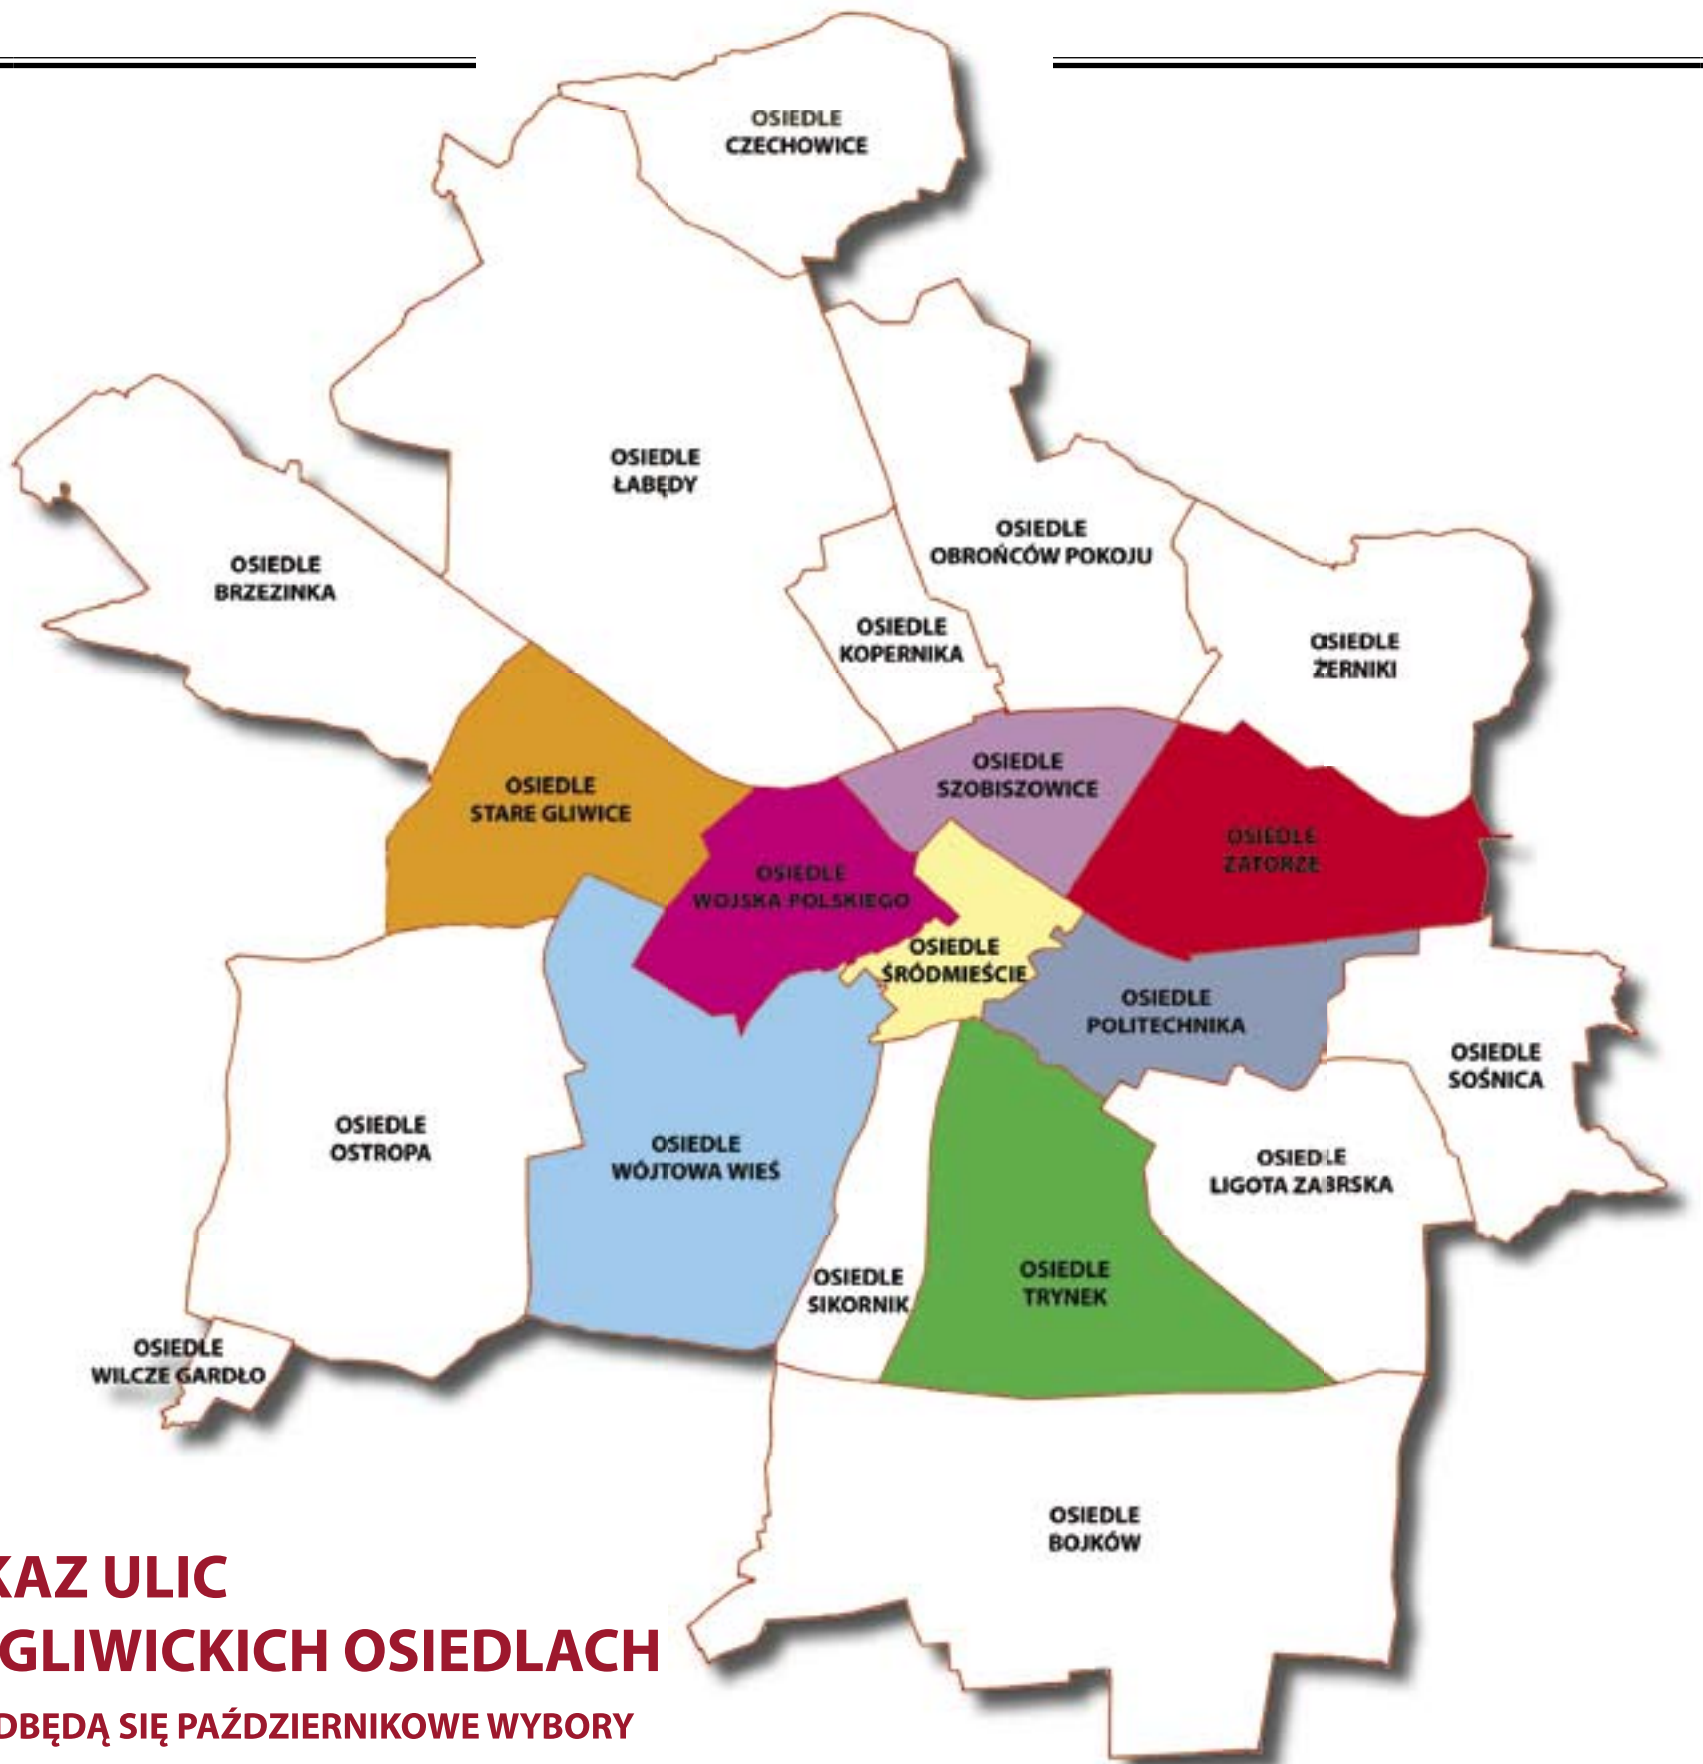 OSIEDLE
CZECHOWICE
OSIEDLE
ŁABĘDY
OSIEDLE
OBROŃCÓW POKOJU
OSIEDLE
BRZEZINKA
OSIEDLE
KOPERNIKA
OSIEDLE
ŻERNIKI
OSIEDLE
STARE GLIWICE
OSIEDLE
SZOBISZOWICE
OSIEDLE
WOJSKA POLSKIEGO
OSIEDLE
ZATORZE
OSIEDLE
ŚRÓDMIEŚCIE
OSIEDLE
POLITECHNIKA
OSIEDLE
SOŚNICA
OSIEDLE
OSTROPA
OSIEDLE
WÓJTOWA WIEŚ
OSIEDLE
LIGOTA ZABRSKA
OSIEDLE
SIKORNIK
OSIEDLE
TRYNEK
OSIEDLE
WILCZE GARDŁO
OSIEDLE
BOJKÓW
KAZ ULIC
GLIWICKICH OSIEDLACH
DBĘDĄ SIĘ PAŹDZIERNIKOWE WYBORY